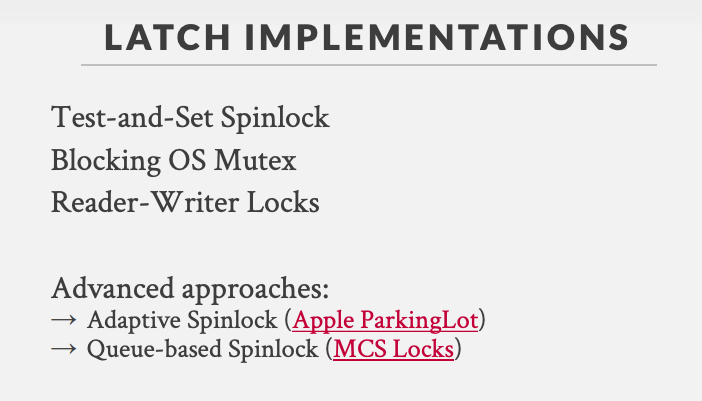 LATCH IMPLEMENTATIONS
Test-and-Set Spinlock
Blocking OS Mutex
Reader-Writer Locks
Advanced approaches:
→ Adaptive Spinlock (Apple ParkingLot)
→ Queue-based Spinlock (MCS Locks)